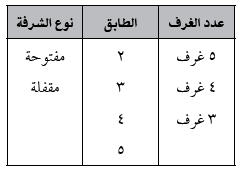 عدد الغرف	الطابق	نوع الشرفة
٥ غرف	٢	مفتوحة
٤ غرف	٣	مقفلة
٣ غرف	٤
٥